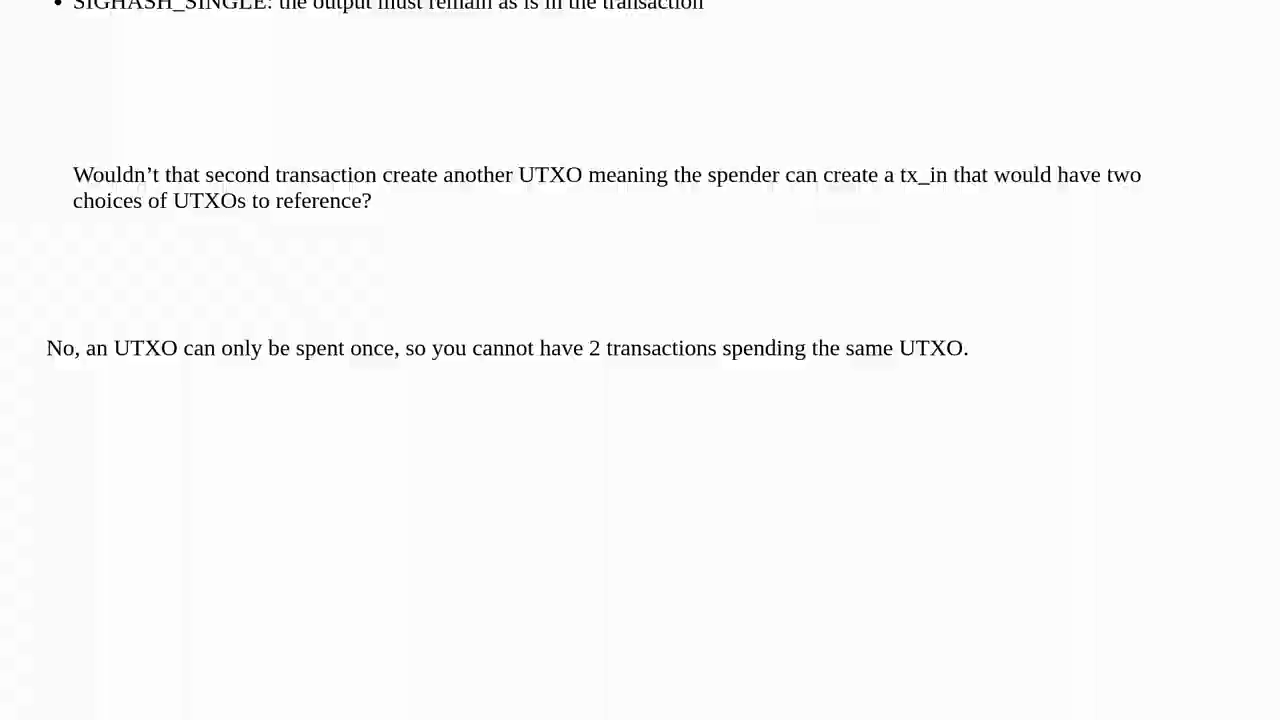 • SIGHASH_SINGLE: the output must remain as is in the transaction
Wouldn’t that second transaction create another UTXO meaning the spender can create a tx_in that would have two
choices of UTXOs to reference?
No, an UTXO can only be spent once, so you cannot have 2 transactions spending the same UTXO.